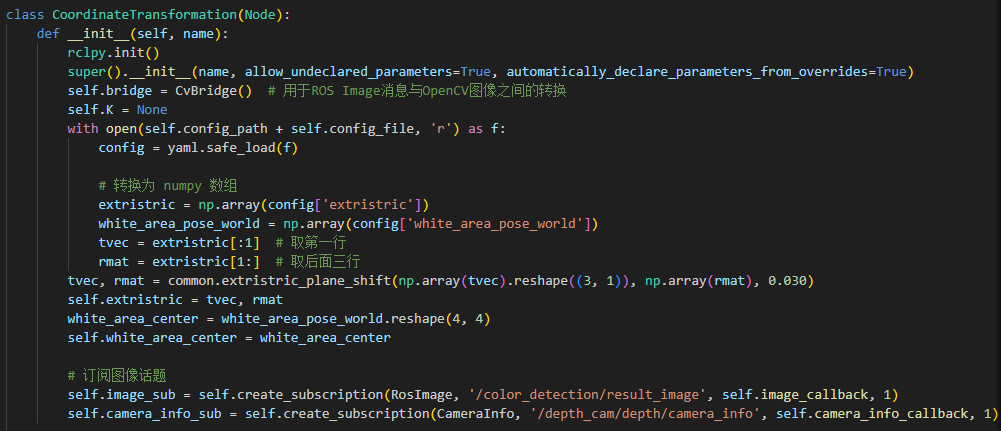 class CoordinateTransformation(Node):
    def __init__(self, name):
        rclpy.init()
        super().__init__(name, allow_undeclared_parameters=True, automatically_declare_parameters_from_overrides=True)
        self.bridge = CvBridge()  # 用于ROS Image消息与OpenCV图像之间的转换
        self.K = None
        with open(self.config_path + self.config_file, 'r') as f:
            config = yaml.safe_load(f)

            # 转换为 numpy 数组
            extristric = np.array(config['extristric'])
            white_area_pose_world = np.array(config['white_area_pose_world'])
            tvec = extristric[:1]  # 取第一行
            rmat = extristric[1:]  # 取后面三行
        tvec, rmat = common.extristric_plane_shift(np.array(tvec).reshape((3, 1)), np.array(rmat), 0.030)
        self.extristric = tvec, rmat
        white_area_center = white_area_pose_world.reshape(4, 4)
        self.white_area_center = white_area_center

        # 订阅图像话题
        self.image_sub = self.create_subscription(RosImage, '/color_detection/result_image', self.image_callback, 1)
        self.camera_info_sub = self.create_subscription(CameraInfo, '/depth_cam/depth/camera_info', self.camera_info_callback, 1)